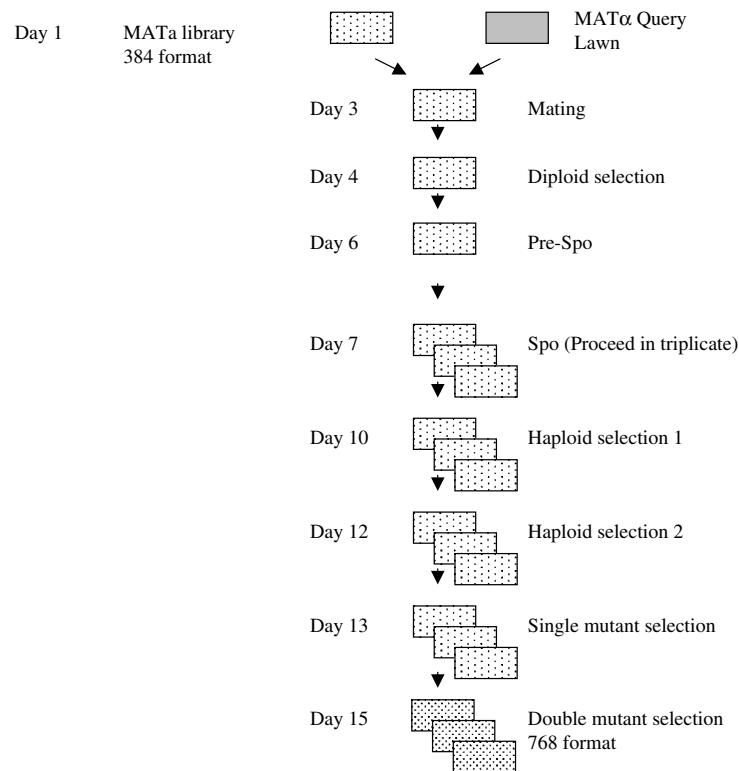 Day 1 MATa library MATα Query
384 format Lawn
Day 3 Mating
Day 4 Diploid selection
Day 6 Pre-Spo
Day 7 Spo (Proceed in triplicate)
Day 10 Haploid selection 1
Day 12 Haploid selection 2
Day 13 Single mutant selection
Day 15 Double mutant selection
768 format